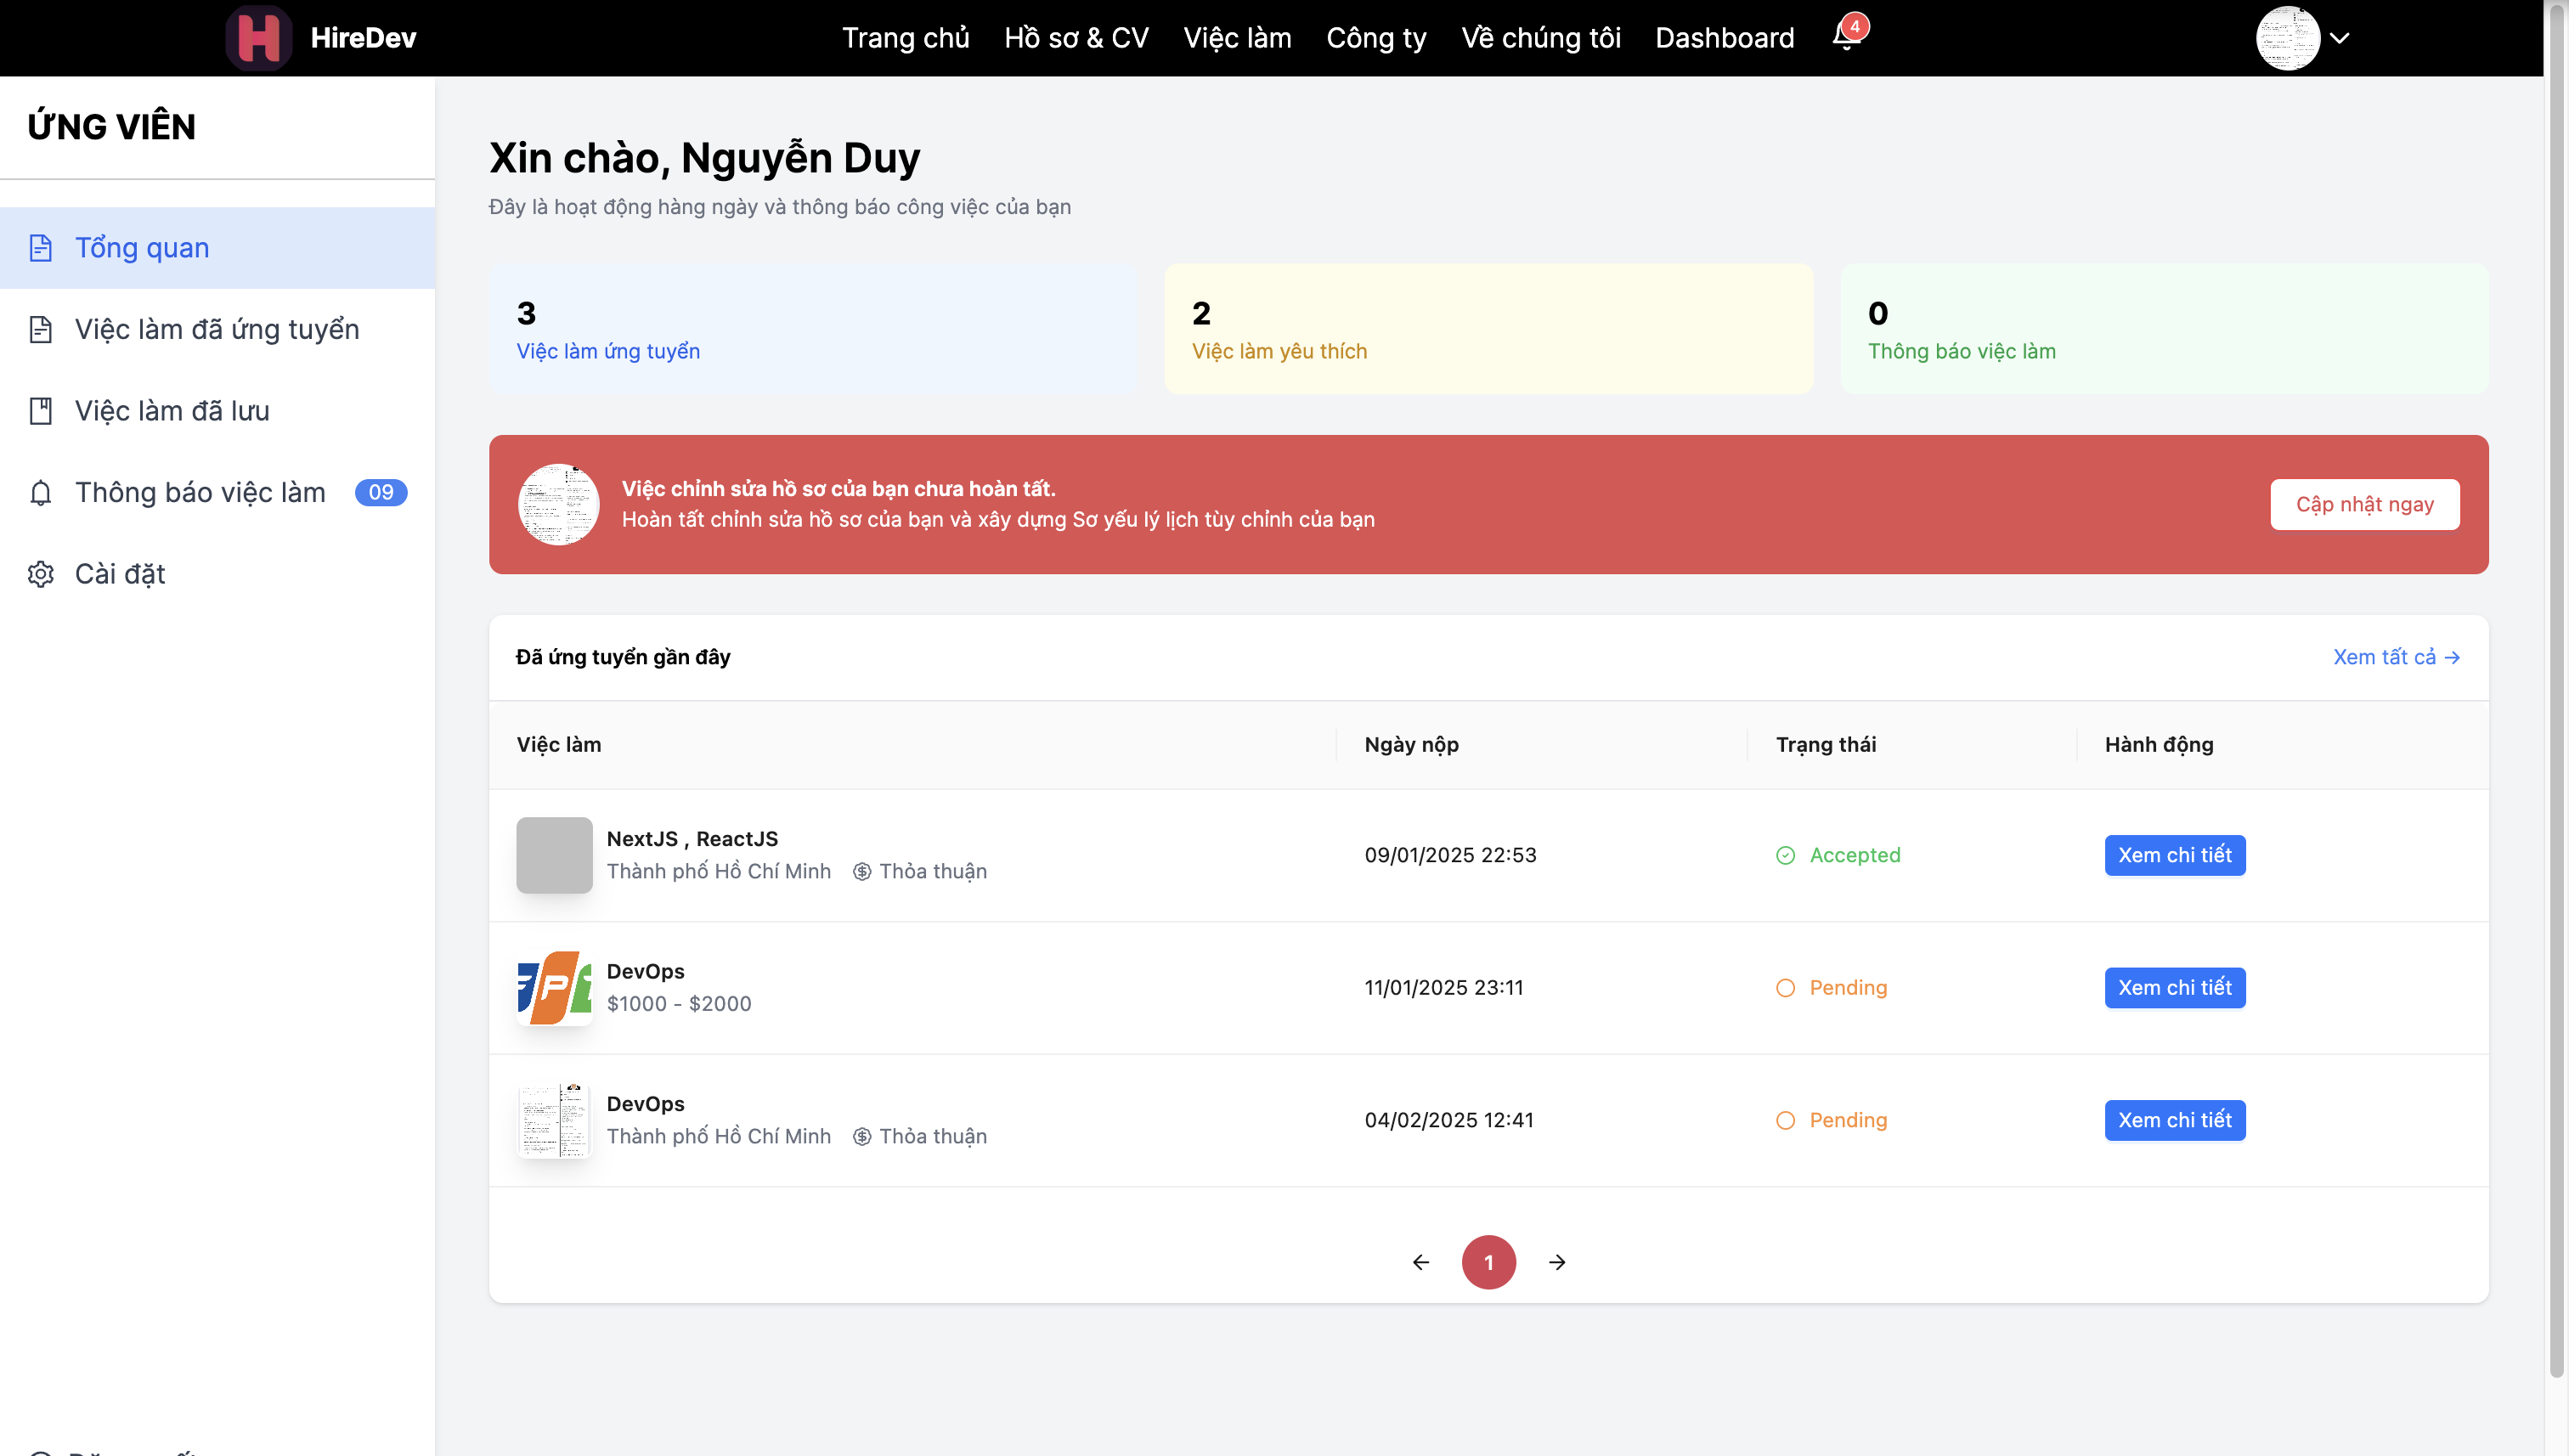 H HireDev
Trang chủ Hồ sơ & CV Việc làm Công ty Về chúng tôi Dashboard 4
ỨNG VIÊN
Tổng quan
Việc làm đã ứng tuyển
Việc làm đã lưu
Thông báo việc làm 09
Cài đặt
Xin chào, Nguyễn Duy
Đây là hoạt động hàng ngày và thông báo công việc của bạn
3
Việc làm ứng tuyển
2
Việc làm yêu thích
0
Thông báo việc làm
Việc chỉnh sửa hồ sơ của bạn chưa hoàn tất.
Hoàn tất chỉnh sửa hồ sơ của bạn và xây dựng Sơ yếu lý lịch tùy chỉnh của bạn
Cập nhật ngay
Đã ứng tuyển gần đây
Xem tất cả →
Việc làm Ngày nộp Trạng thái Hành động
NextJS , ReactJS
Thành phố Hồ Chí Minh Thỏa thuận
09/01/2025 22:53 Accepted Xem chi tiết
FPT
DevOps
$1000 - $2000
11/01/2025 23:11 Pending Xem chi tiết
DevOps
Thành phố Hồ Chí Minh Thỏa thuận
04/02/2025 12:41 Pending Xem chi tiết
← 1 →